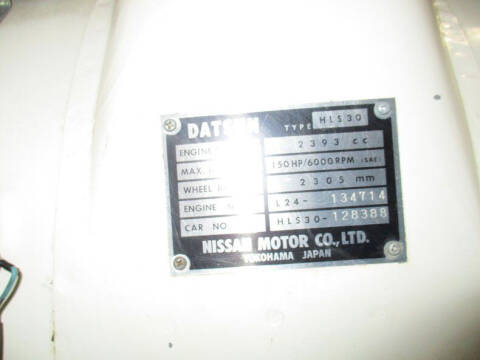 DATSUN TYPE HLS30
ENGINE 2393 cc
MAX. 150HP/6000RPM (SAE)
WHEEL 2305 mm
ENGINE L24-134714
CAR NO. HLS30-128388
NISSAN MOTOR CO., LTD.
YOKOHAMA JAPAN